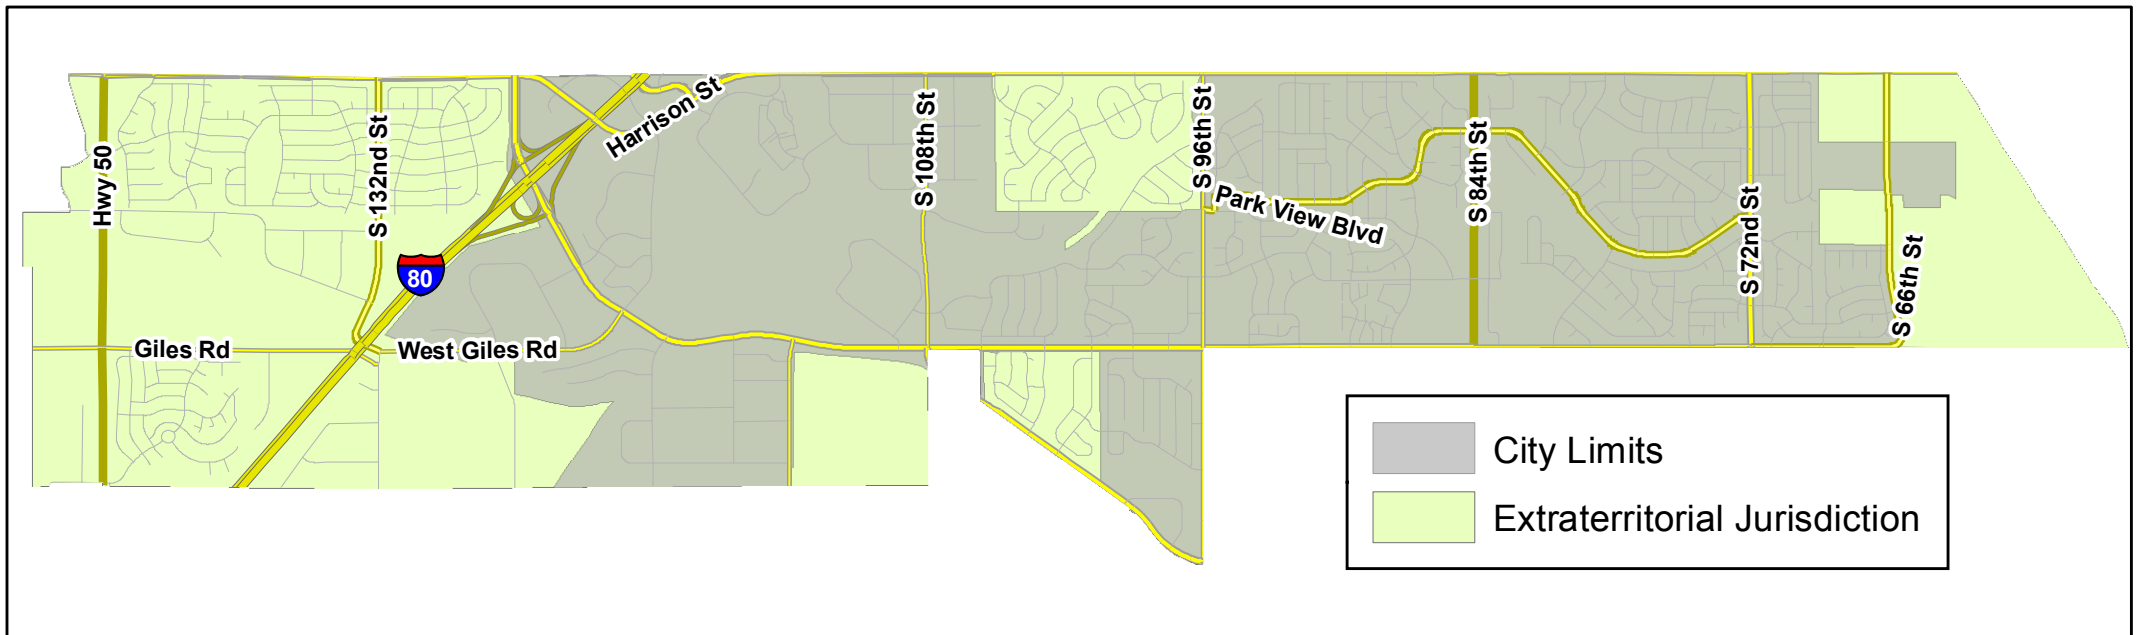 Hwy 50
S 132nd St
Harrison St
S 108th St
S 96th St
Park View Blvd
S 84th St
S 72nd St
S 66th St
80
Giles Rd
West Giles Rd
City Limits
Extraterritorial Jurisdiction